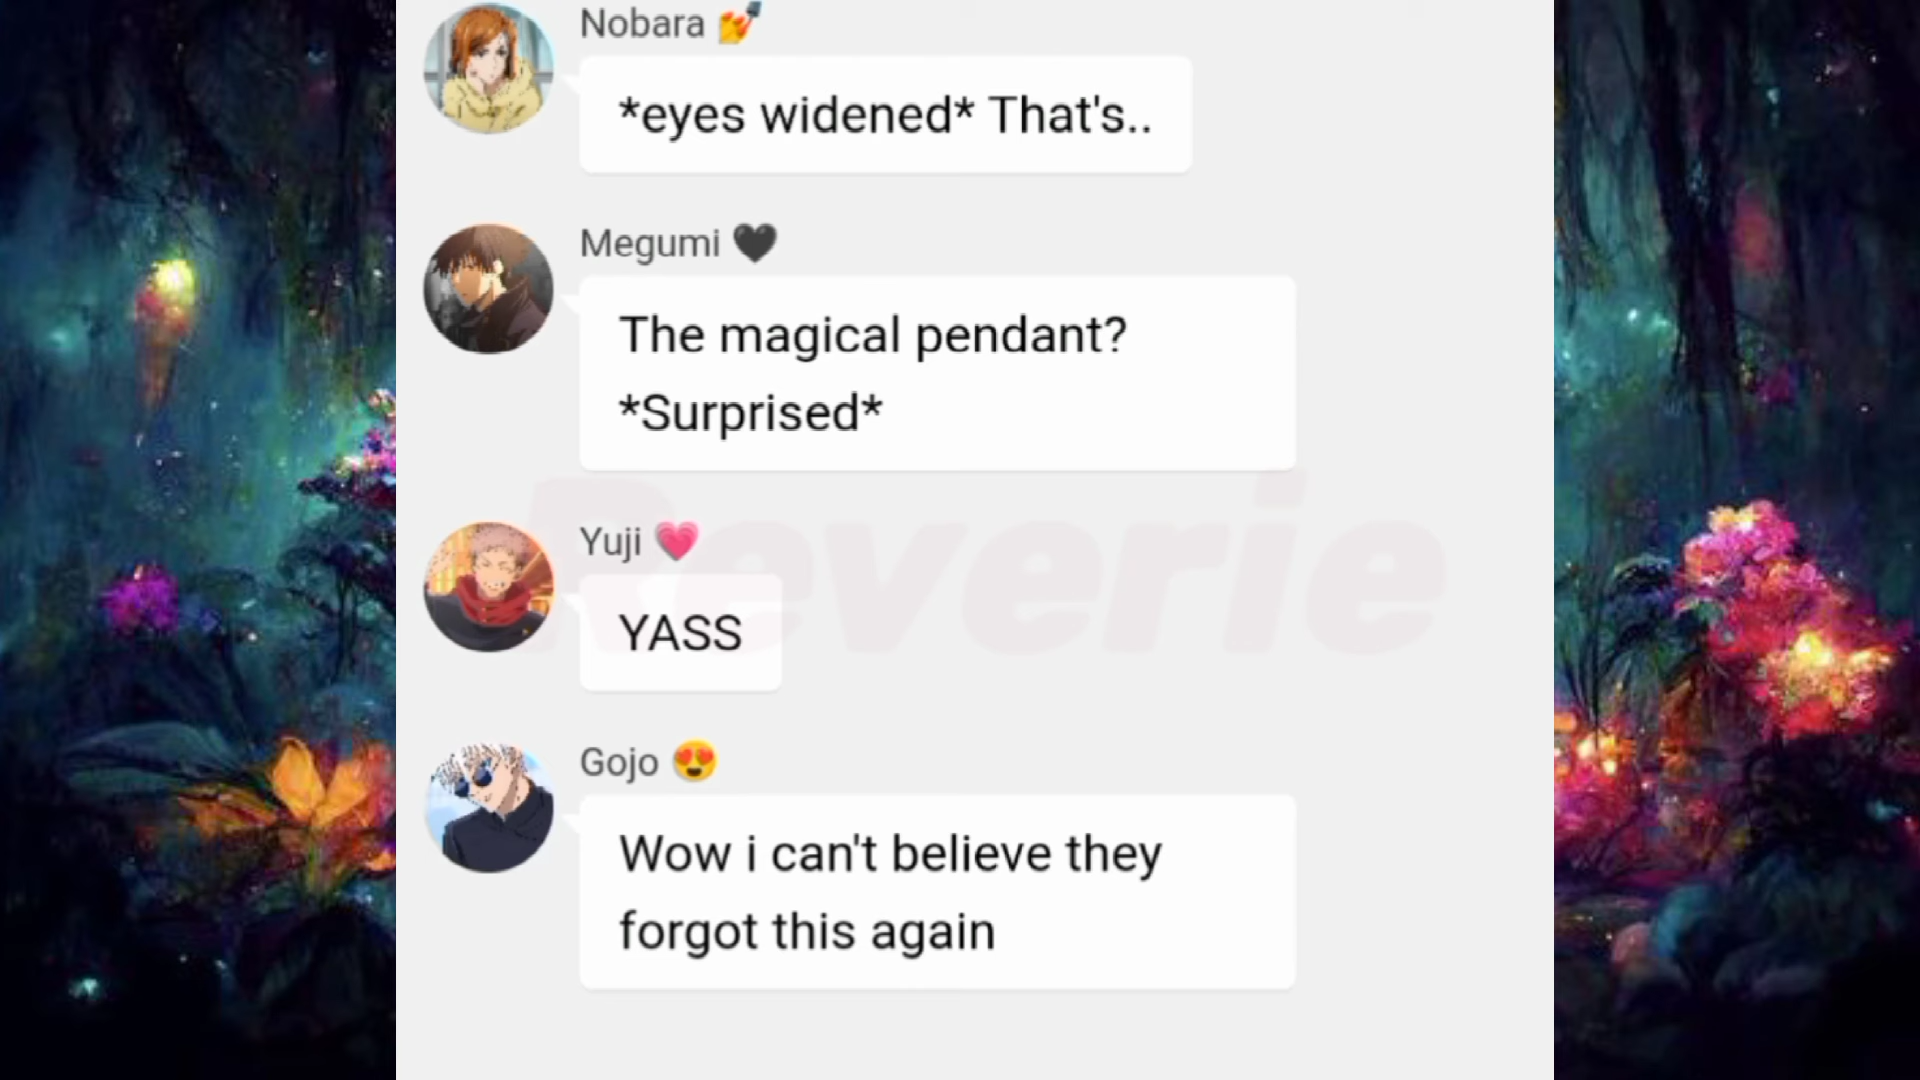 Nobara 💅
*eyes widened* That's..
Megumi 🖤
The magical pendant?
*Surprised*
Reverie
Yuji 💗
YASS
Gojo 😍
Wow i can't believe they
forgot this again